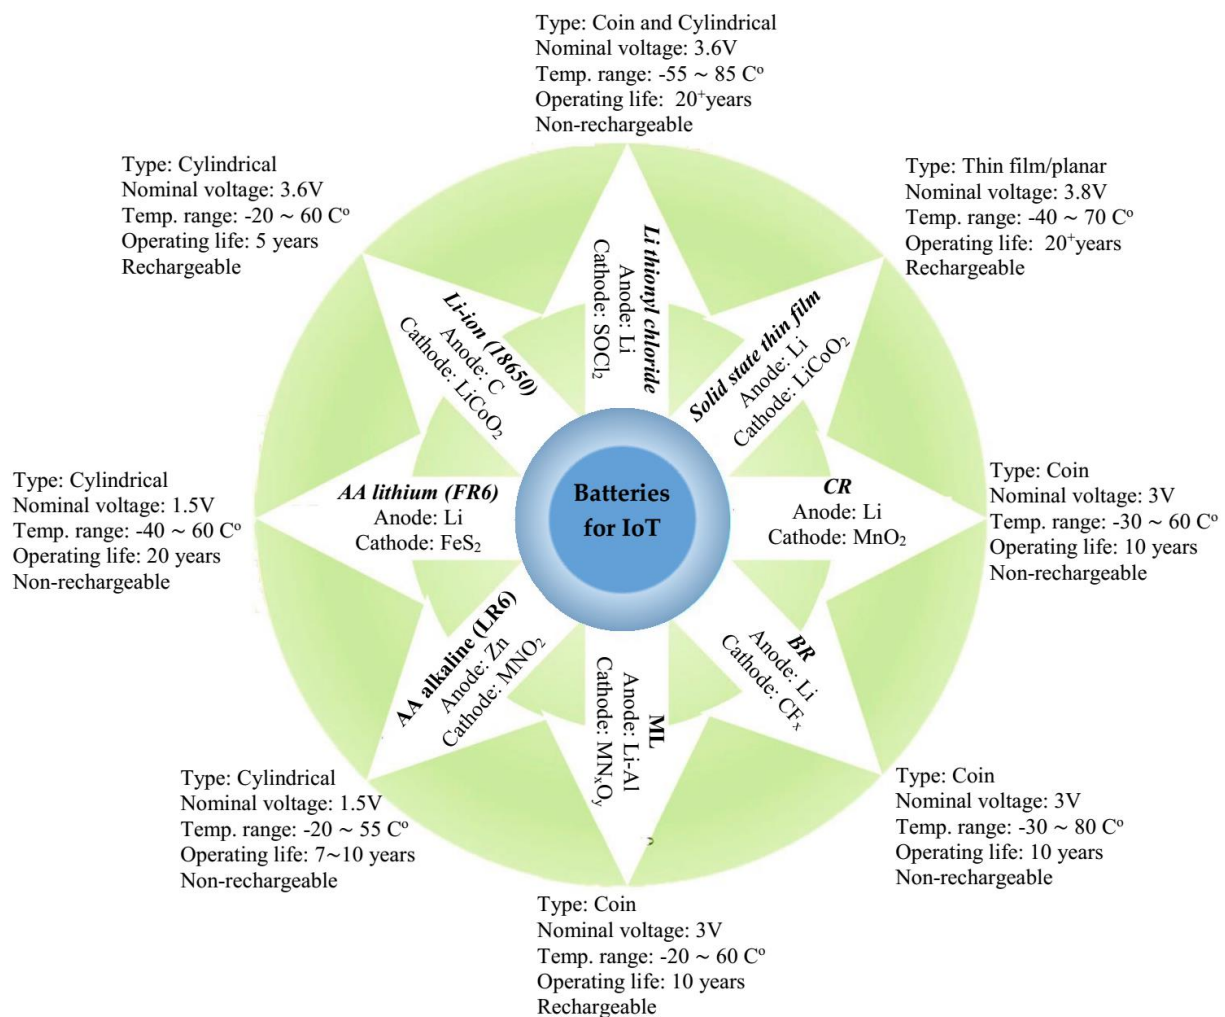 Type: Coin and Cylindrical
Nominal voltage: 3.6V
Temp. range: -55 ~ 85 Cº
Operating life: 20⁺years
Non-rechargeable
Type: Cylindrical
Nominal voltage: 3.6V
Temp. range: -20 ~ 60 Cº
Operating life: 5 years
Rechargeable
Type: Thin film/planar
Nominal voltage: 3.8V
Temp. range: -40 ~ 70 Cº
Operating life: 20⁺years
Rechargeable
Li thionyl chloride
Anode: Li
Cathode: SOCl₂
Li-ion (18650)
Anode: C
Cathode: LiCoO₂
Solid state thin film
Anode: Li
Cathode: LiCoO₂
Type: Cylindrical
Nominal voltage: 1.5V
Temp. range: -40 ~ 60 Cº
Operating life: 20 years
Non-rechargeable
AA lithium (FR6)
Anode: Li
Cathode: FeS₂
Batteries
for IoT
CR
Anode: Li
Cathode: MnO₂
Type: Coin
Nominal voltage: 3V
Temp. range: -30 ~ 60 Cº
Operating life: 10 years
Non-rechargeable
AA alkaline (LR6)
Anode: Zn
Cathode: MNO₂
ML
Anode: Li-Al
Cathode: MNₓOᵧ
BR
Anode: Li
Cathode: CFₓ
Type: Cylindrical
Nominal voltage: 1.5V
Temp. range: -20 ~ 55 Cº
Operating life: 7~10 years
Non-rechargeable
Type: Coin
Nominal voltage: 3V
Temp. range: -30 ~ 80 Cº
Operating life: 10 years
Non-rechargeable
Type: Coin
Nominal voltage: 3V
Temp. range: -20 ~ 60 Cº
Operating life: 10 years
Rechargeable